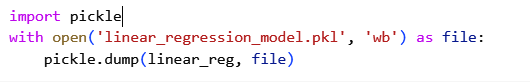 import pickle
with open('linear_regression_model.pkl', 'wb') as file:
    pickle.dump(linear_reg, file)